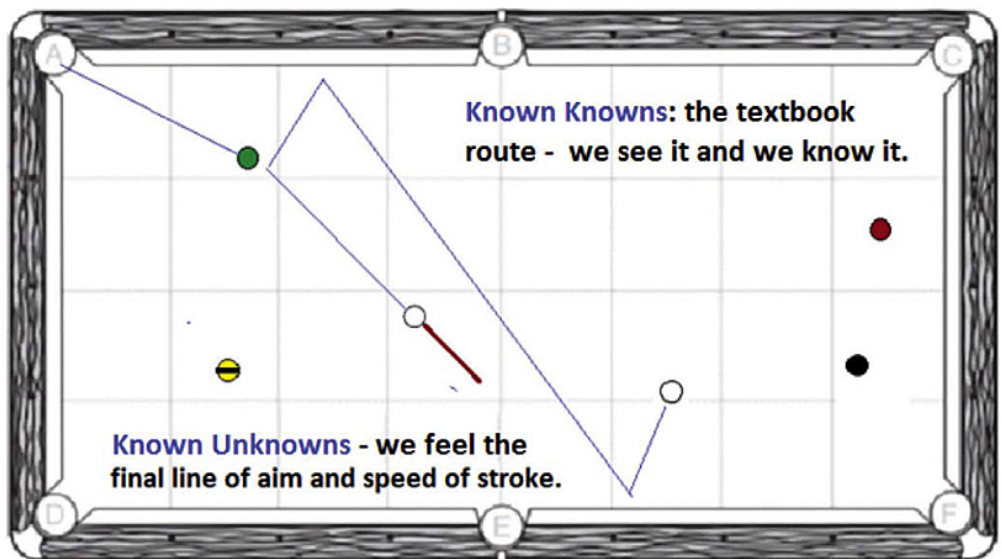 A
B
C
Known Knowns: the textbook
route - we see it and we know it.
Known Unknowns - we feel the
final line of aim and speed of stroke.
D
E
F